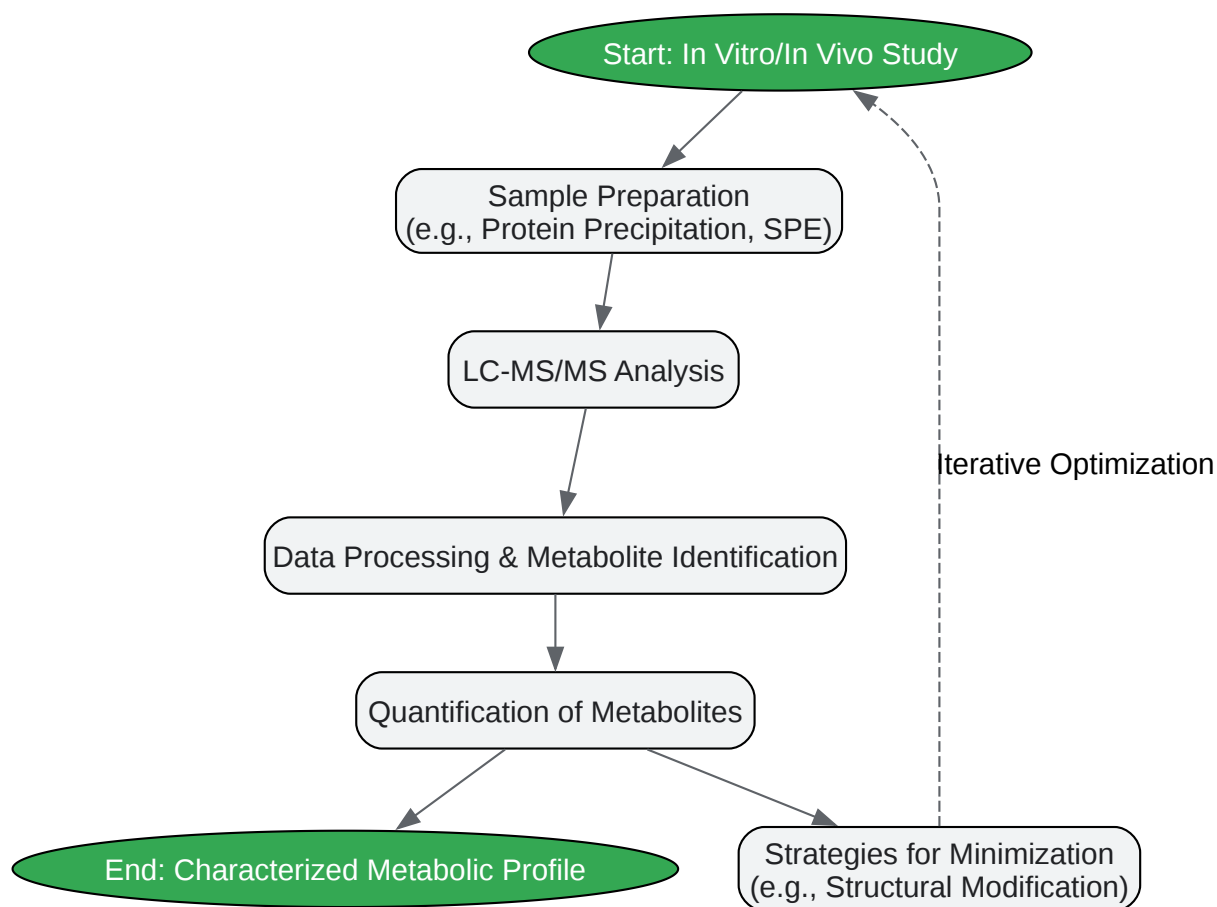 Start: In Vitro/In Vivo Study
Sample Preparation
(e.g., Protein Precipitation, SPE)
LC-MS/MS Analysis
Iterative Optimization
Data Processing & Metabolite Identification
Quantification of Metabolites
End: Characterized Metabolic Profile
Strategies for Minimization
(e.g., Structural Modification)